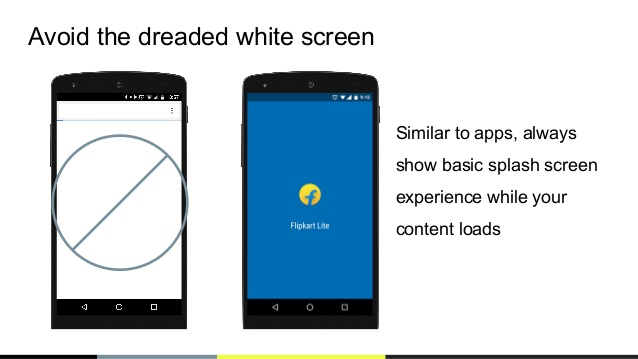 Avoid the dreaded white screen
Similar to apps, always
show basic splash screen
experience while your
content loads
Flipkart Lite